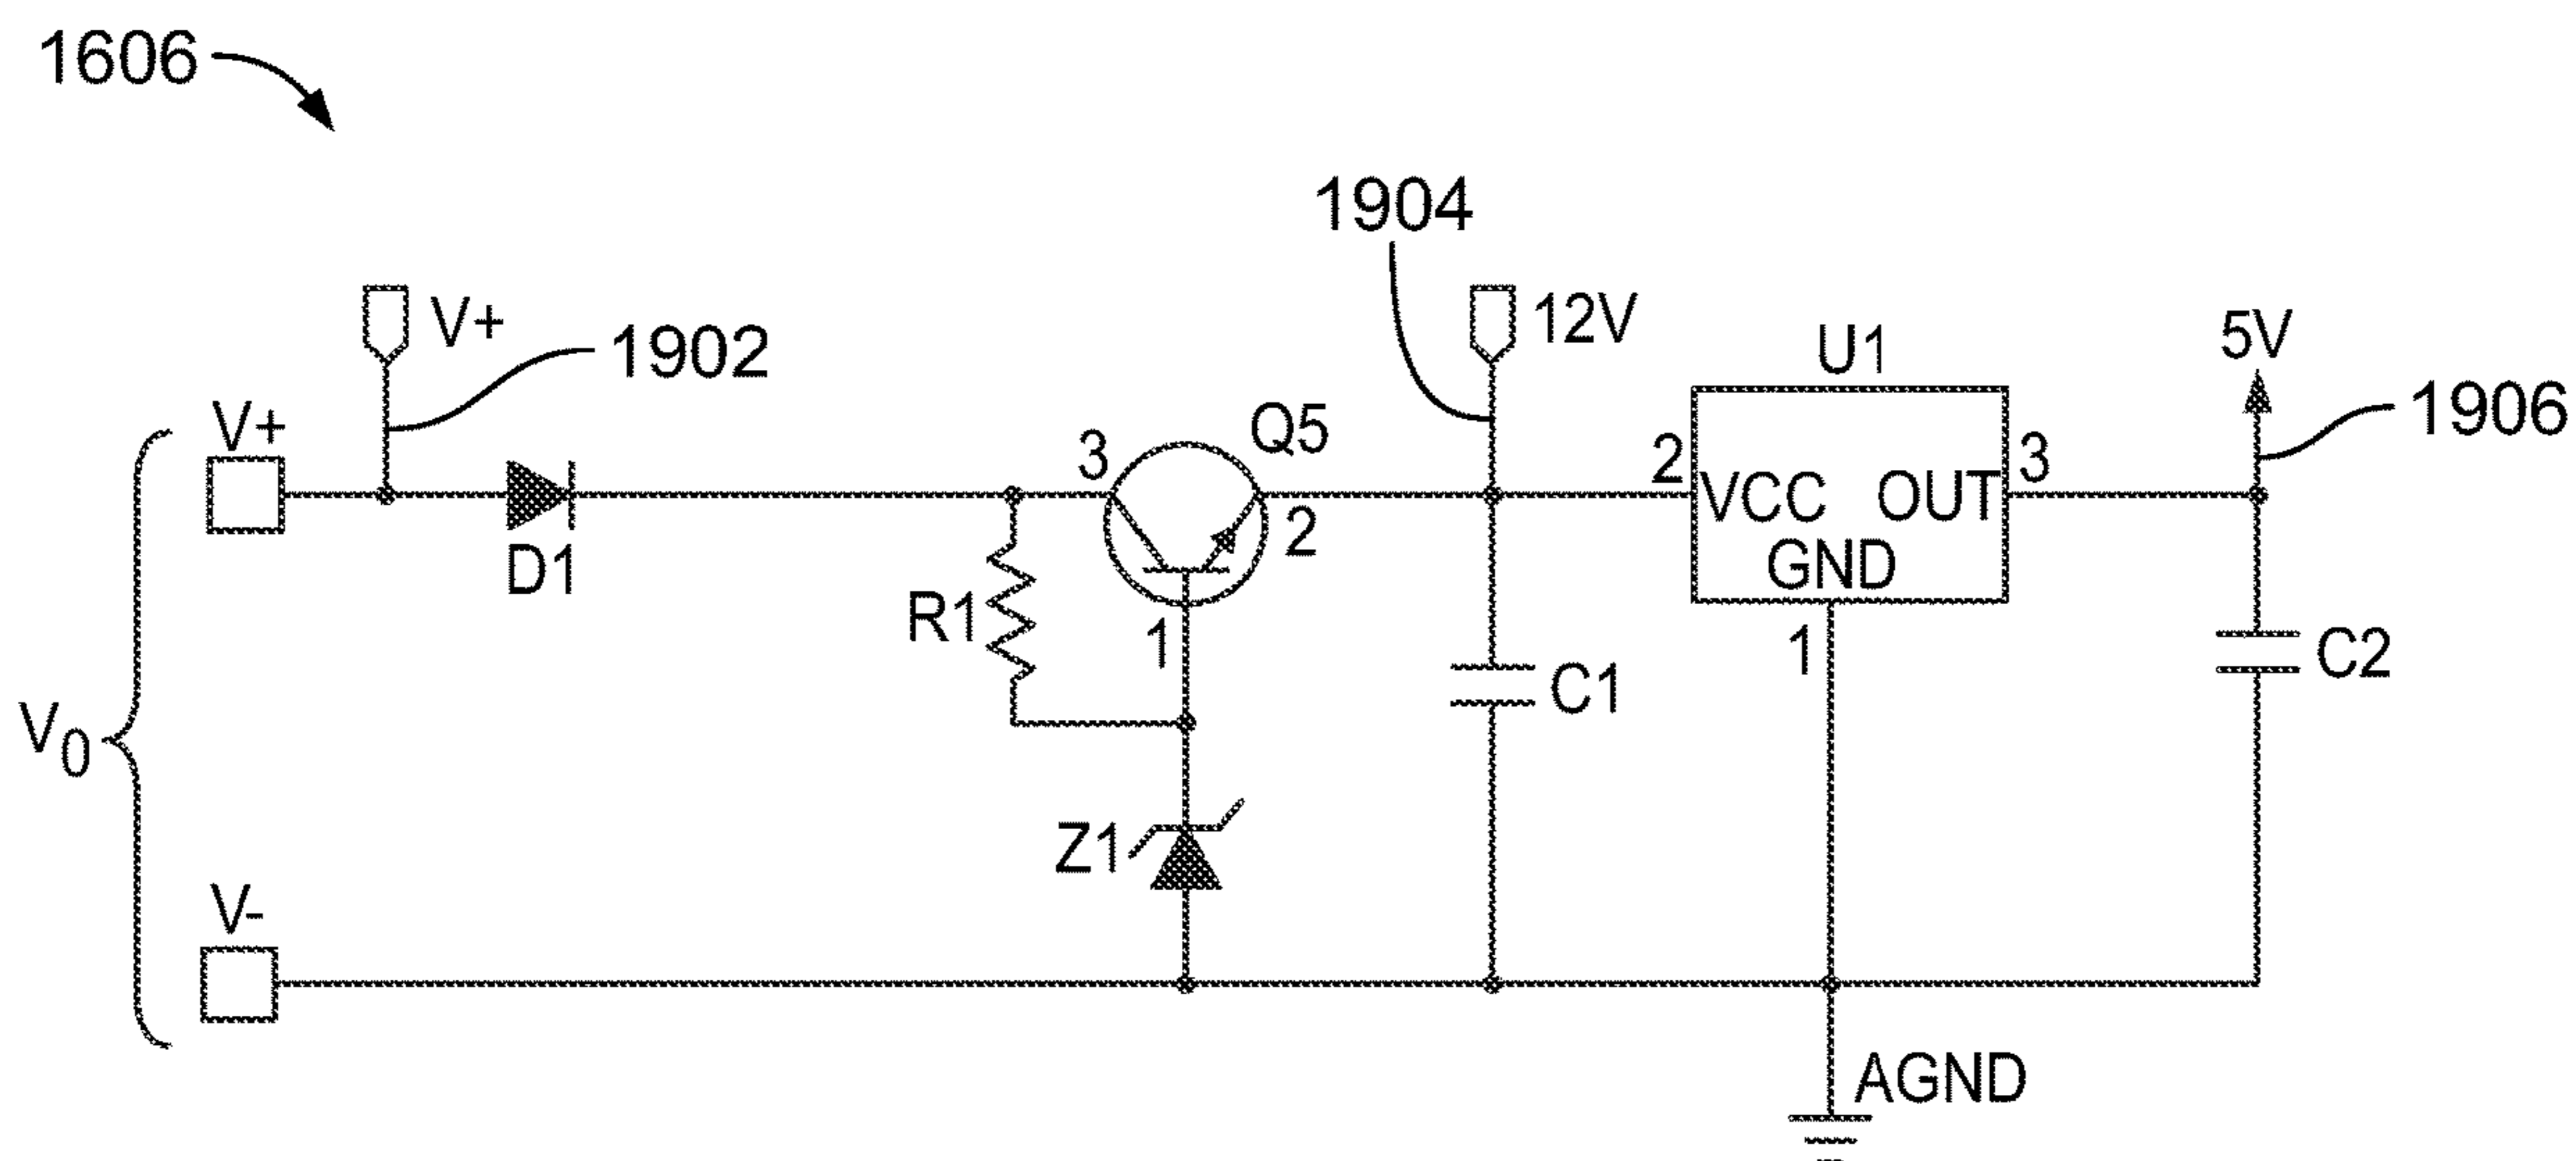 1606
1904
V+
12V
1902
U1
5V
V+
Q5
1906
3
2
3
VCC
OUT
2
D1
GND
R1
1
1
C1
C2
V0
Z1
V-
AGND